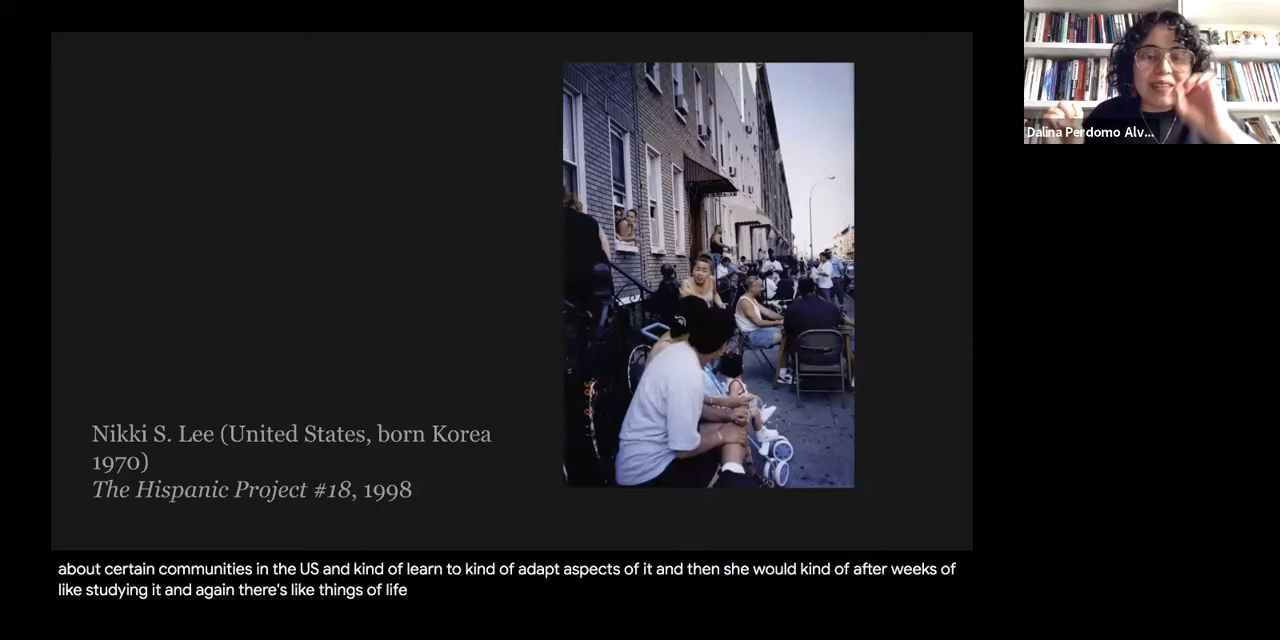 Dalina Perdomo Alv...
Nikki S. Lee (United States, born Korea
1970)
The Hispanic Project #18, 1998
about certain communities in the US and kind of learn to kind of adapt aspects of it and then she would kind of after weeks of
like studying it and again there's like things of life